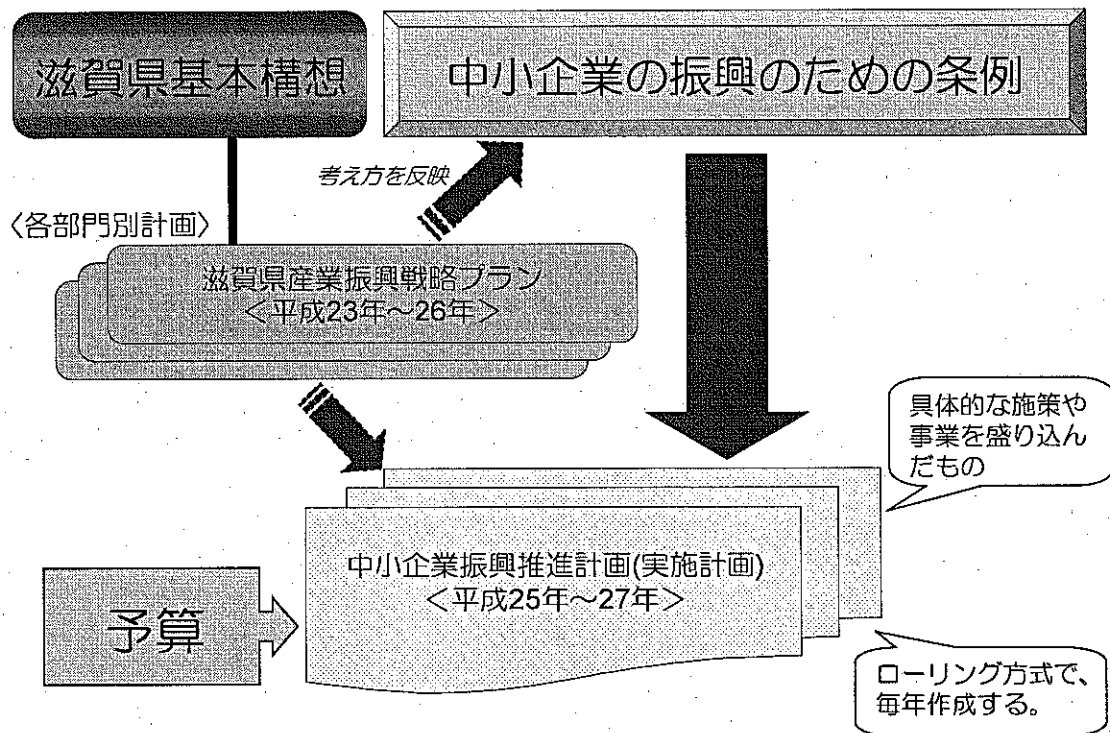 滋賀県基本構想
中小企業の振興のための条例
考え方を反映
〈各部門別計画〉
滋賀県産業振興戦略プラン
＜平成23年～26年＞
具体的な施策や
事業を盛り込ん
だもの
中小企業振興推進計画(実施計画)
＜平成25年～27年＞
予算
ローリング方式で、
毎年作成する。